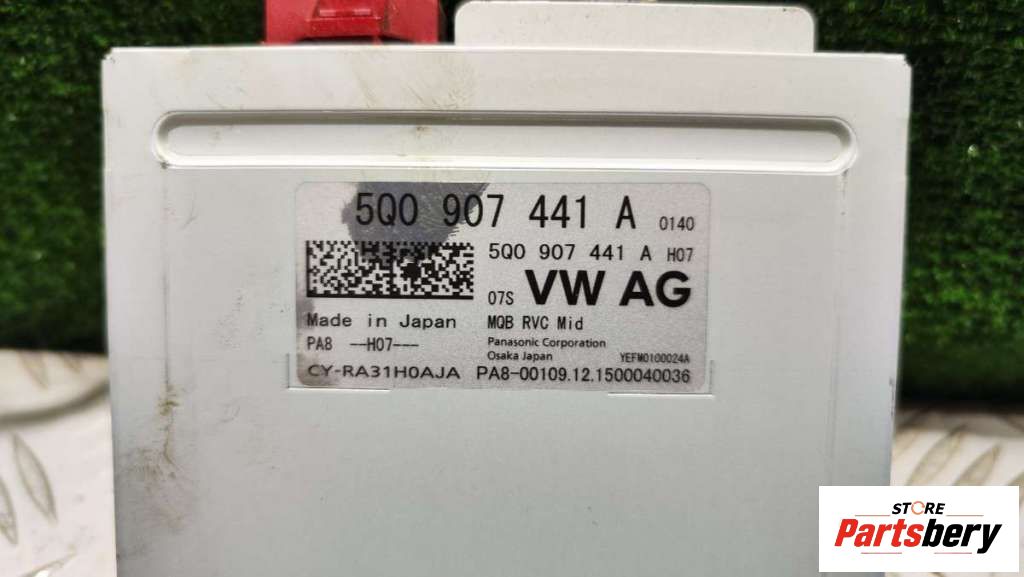 5Q0 907 441 A 0140
5Q0 907 441 A H07
07S VW AG
Made in Japan MQB RVC Mid
PA8 --H07--- Panasonic Corporation
Osaka Japan YEFM0100024A
CY-RA31H0AJA PA8-00109.12.1500040036
STORE
Partsbery